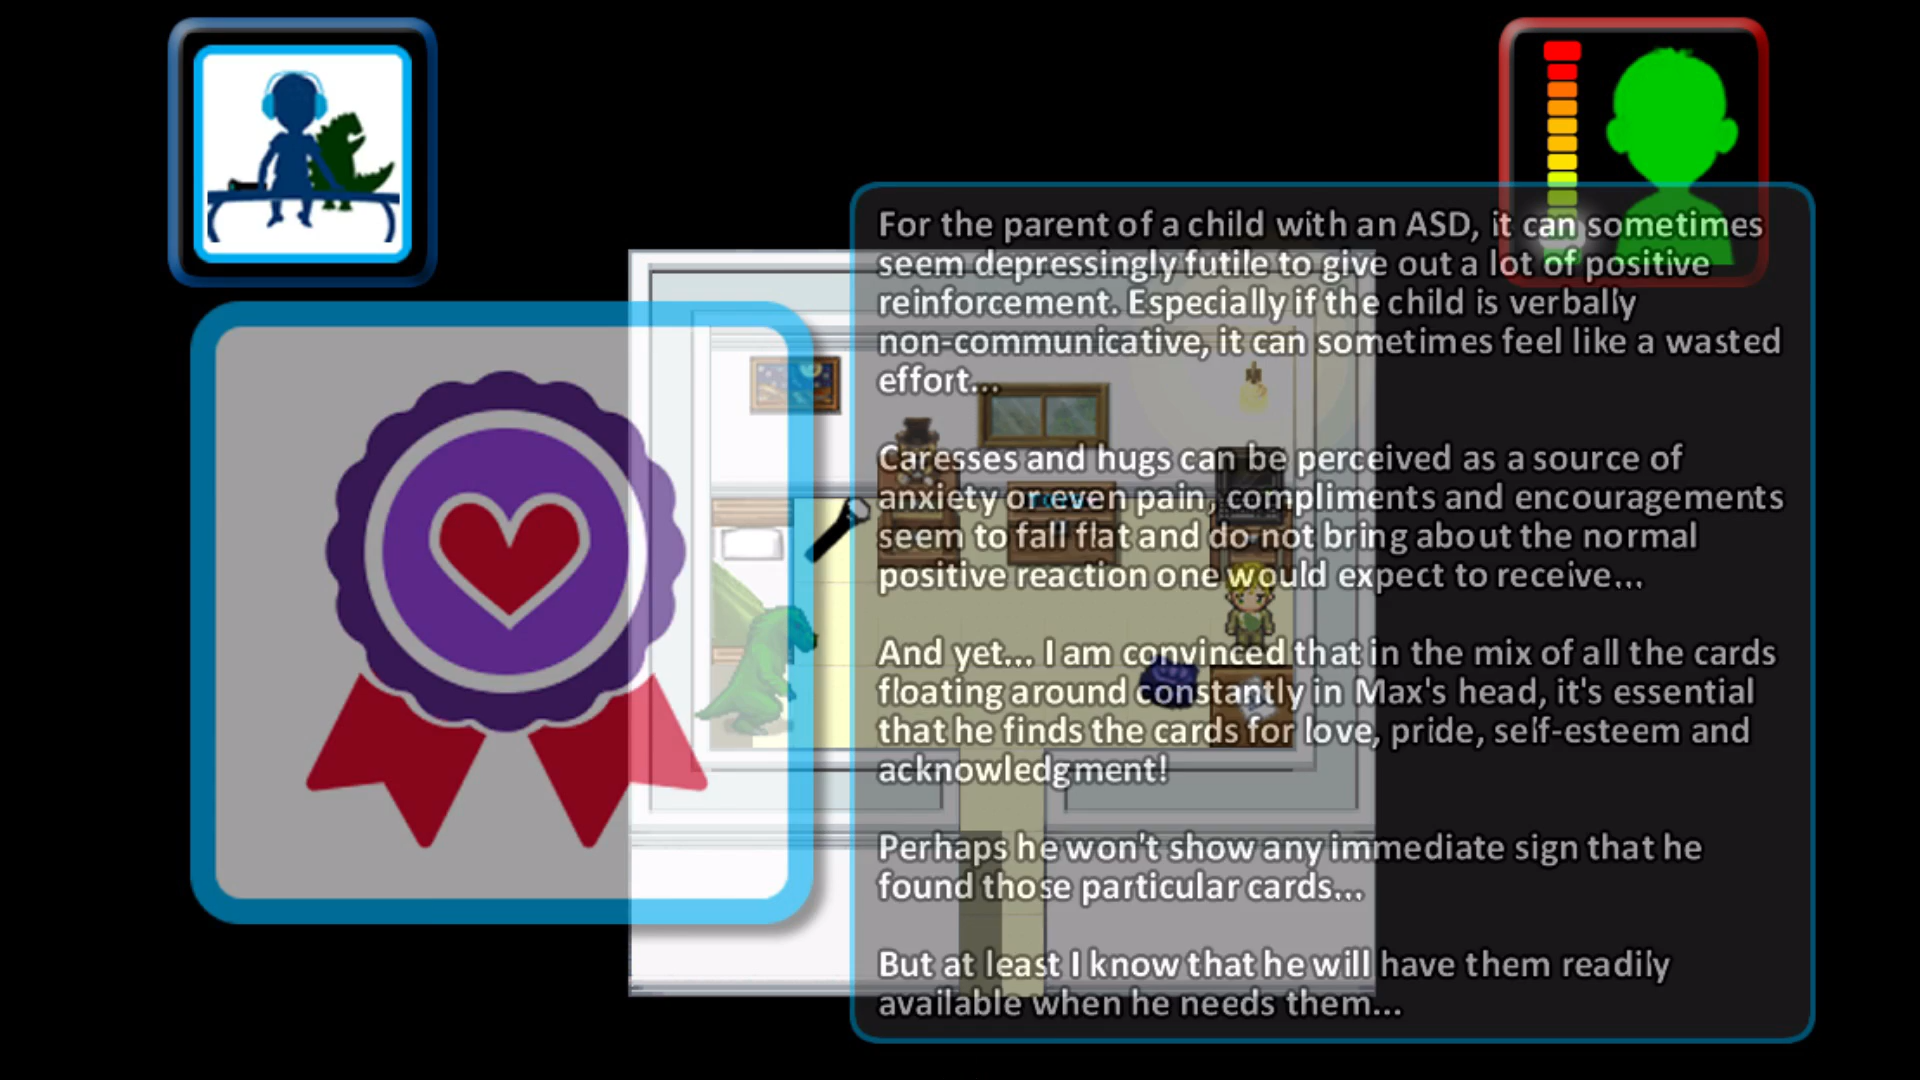 For the parent of a child with an ASD, it can sometimes
seem depressingly futile to give out a lot of positive
reinforcement. Especially if the child is verbally
non-communicative, it can sometimes feel like a wasted
effort...
Caresses and hugs can be perceived as a source of
anxiety or even pain, compliments and encouragements
seem to fall flat and do not bring about the normal
positive reaction one would expect to receive...
And yet... I am convinced that in the mix of all the cards
floating around constantly in Max's head, it's essential
that he finds the cards for love, pride, self-esteem and
acknowledgment!
Perhaps he won't show any immediate sign that he
found those particular cards...
But at least I know that he will have them readily
available when he needs them...